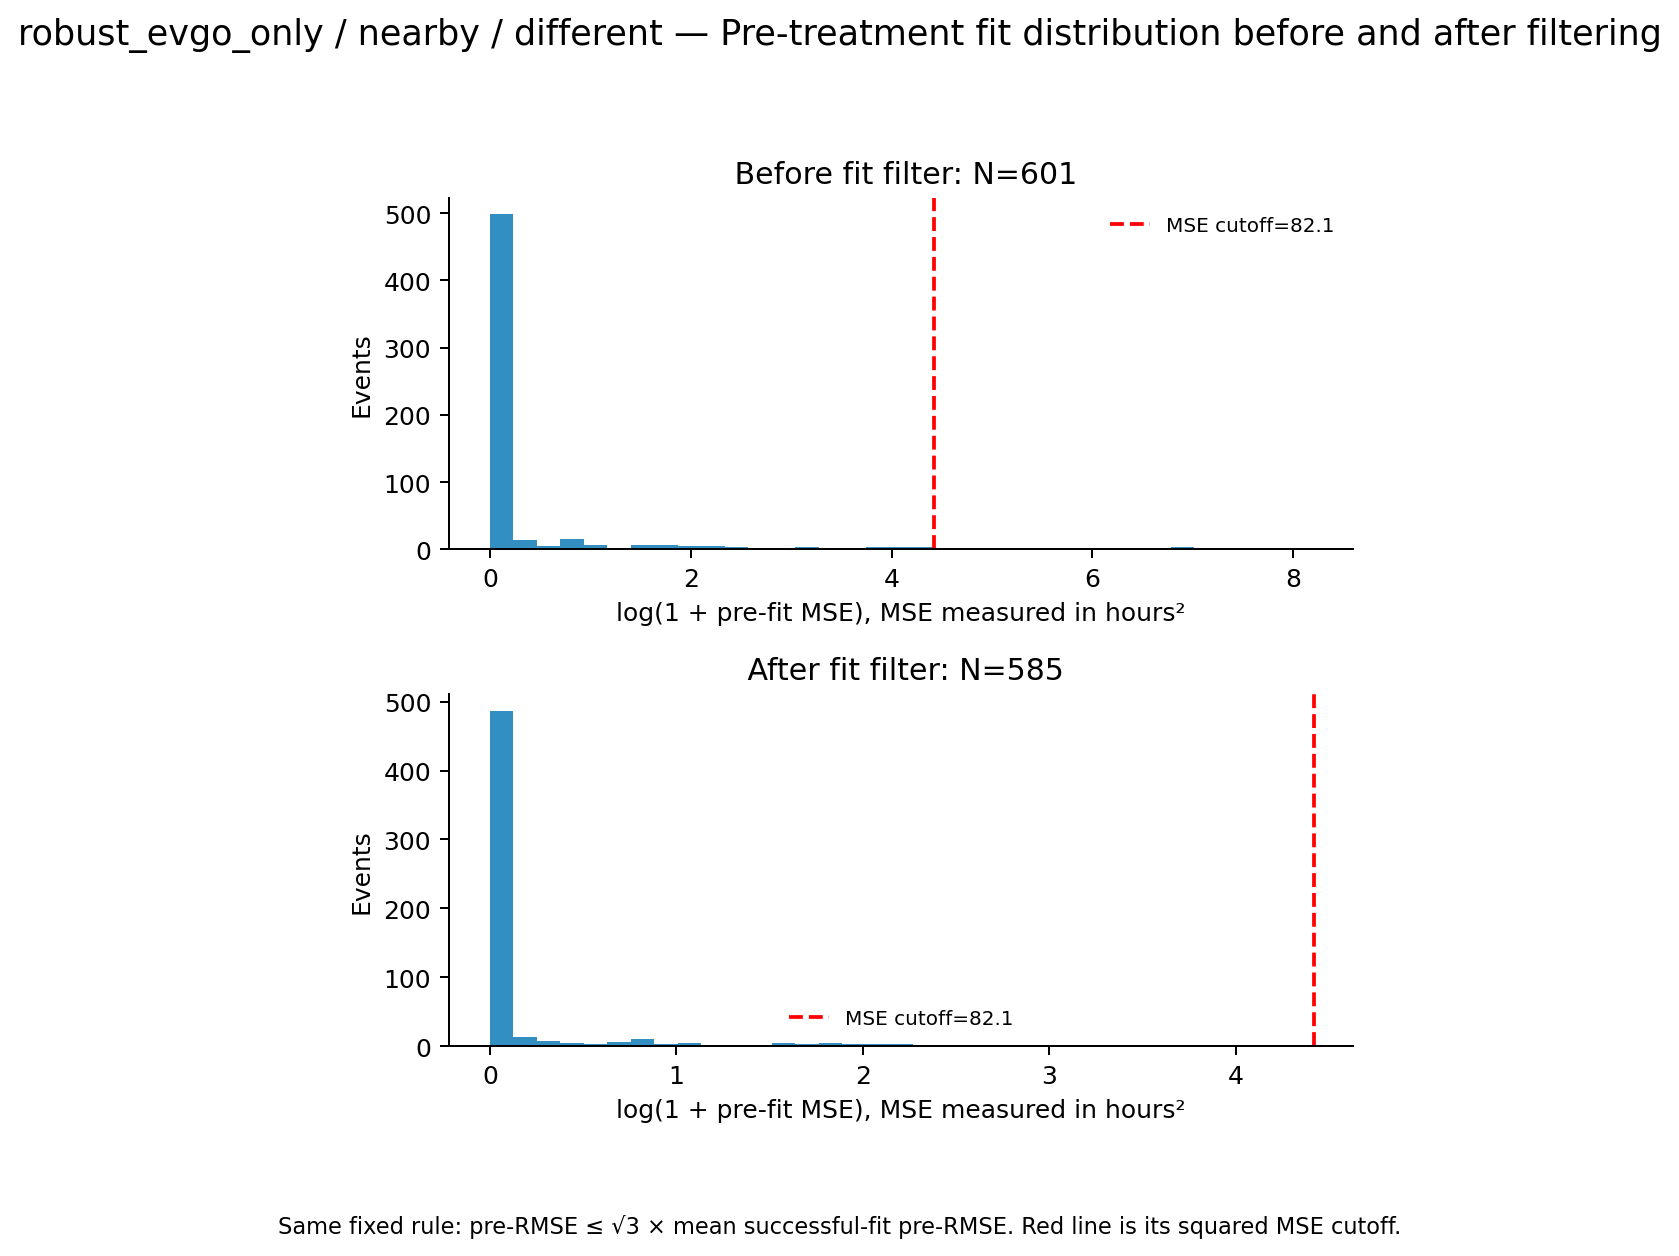 robust_evgo_only / nearby / different — Pre-treatment fit distribution before and after filtering
Before fit filter: N=601
500
400
300
200
100
0
Events
MSE cutoff=82.1
0 2 4 6 8
log(1 + pre-fit MSE), MSE measured in hours²
After fit filter: N=585
500
400
300
200
100
0
Events
MSE cutoff=82.1
0 1 2 3 4
log(1 + pre-fit MSE), MSE measured in hours²
Same fixed rule: pre-RMSE ≤ √3 × mean successful-fit pre-RMSE. Red line is its squared MSE cutoff.